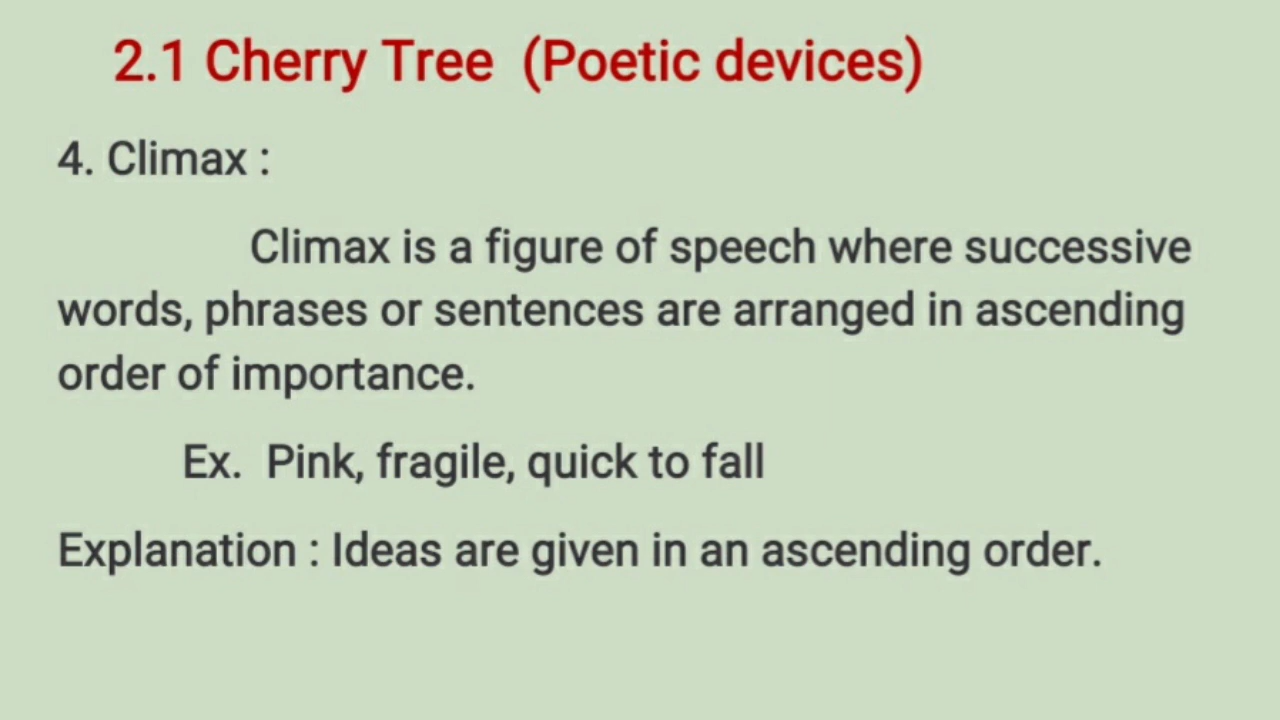 2.1 Cherry Tree (Poetic devices)
4. Climax :
Climax is a figure of speech where successive
words, phrases or sentences are arranged in ascending
order of importance.
Ex. Pink, fragile, quick to fall
Explanation : Ideas are given in an ascending order.